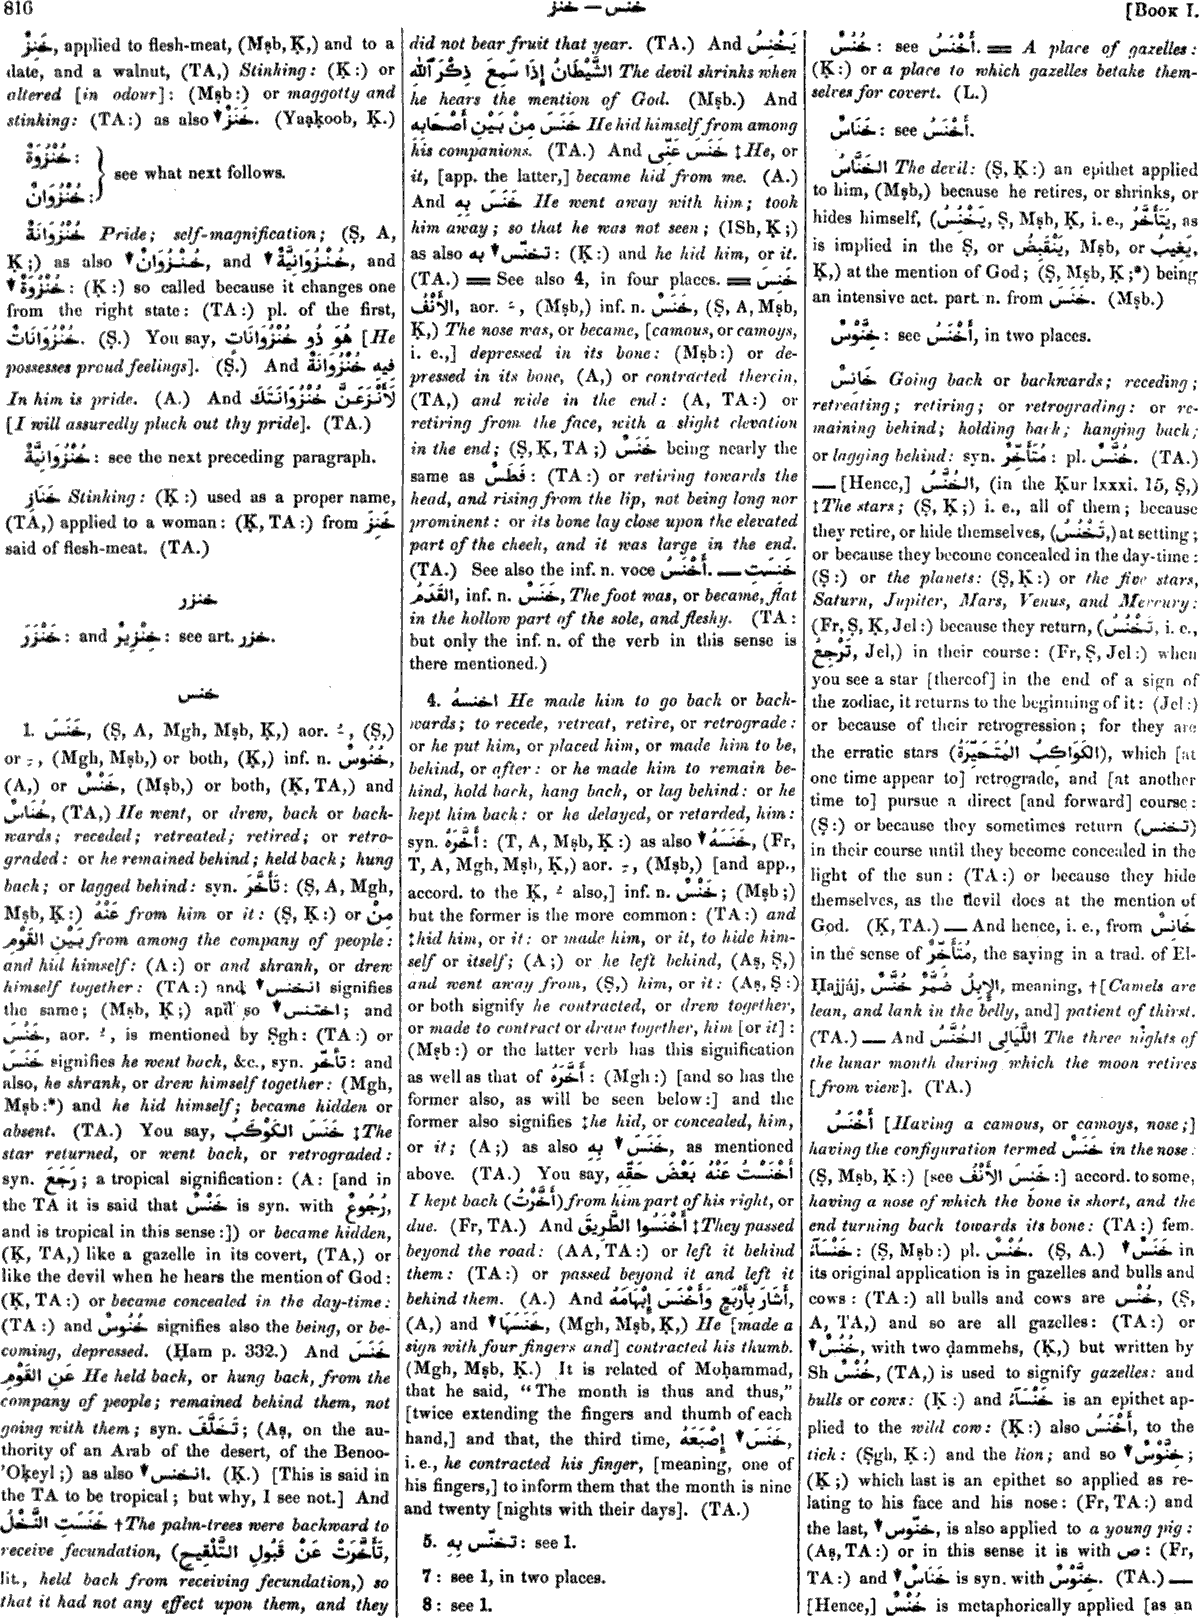 816
خنس — خنز
[BOOK I.
خَنِزٌ, applied to flesh-meat, (Mṣb, Ḳ,) and to a
date, and a walnut, (TA,) Stinking: (Ḳ:) or
altered [in odour]: (Mṣb:) or maggotty and
stinking: (TA:) as also ▼ خَنَزٌ. (Yaạḳoob, Ḳ.)
خُنْزُوَةٌ :
خُنْزُوَانٌ :
see what next follows.
خُنْزُوَانَةٌ Pride; self-magnification; (Ṣ, A,
Ḳ;) as also ▼ خُنْزُوَانٌ, and ▼ خُنْزُوَانِيَّةٌ, and
▼ خُنْزُوَةٌ: (Ḳ:) so called because it changes one
from the right state: (TA:) pl. of the first,
خُنْزُوَانَاتٌ. (Ṣ.) You say, هُوَ ذُو خُنْزُوَانَاتٍ [He
possesses proud feelings]. (Ṣ.) And فِيهِ خُنْزُوَانَةٌ
In him is pride. (A.) And لَأَنْزِعَنَّ خُنْزُوَانَتَكَ
[I will assuredly pluck out thy pride]. (TA.)
خُنْزُوَانِيَّةٌ: see the next preceding paragraph.
خَنَازِ Stinking: (Ḳ:) used as a proper name,
(TA,) applied to a woman: (Ḳ, TA:) from خَنِزَ
said of flesh-meat. (TA.)
خنزر
خَنْزَرَ: and خِنْزِيرٌ: see art. خزر.
خنس
1. خَنَسَ, (Ṣ, A, Mgh, Mṣb, Ḳ,) aor. ـُ, (Ṣ,)
or ـِ, (Mgh, Mṣb,) or both, (Ḳ,) inf. n. خُنُوسٌ,
(A,) or خَنْسٌ, (Mṣb,) or both, (Ḳ, TA,) and
خُنَاسٌ, (TA,) He went, or drew, back or back-
wards; receded; retreated; retired; or retro-
graded: or he remained behind; held back; hung
back; or lagged behind: syn. تَأَخَّرَ: (Ṣ, A, Mgh,
Mṣb, Ḳ:) عَنْهُ from him or it: (Ṣ, Ḳ:) or مِنْ
بَيْنِ القَوْمِ from among the company of people:
and hid himself: (A:) or and shrank, or drew
himself together: (TA:) and ▼ انخنس signifies
the same; (Mṣb, Ḳ;) and so ▼ اختنس; and
خَنُسَ, aor. ـُ, is mentioned by Ṣgh: (TA:) or
خَنَسَ signifies he went back, &c., syn. تأخّر: and
also, he shrank, or drew himself together: (Mgh,
Mṣb:*) and he hid himself; became hidden or
absent. (TA.) You say, خَنَسَ الكَوْكَبُ ‡The
star returned, or went back, or retrograded:
syn. رَجَعَ; a tropical signification: (A: [and in
the TA it is said that خَنْسٌ is syn. with رُجُوعٌ,
and is tropical in this sense:]) or became hidden,
(Ḳ, TA,) like a gazelle in its covert, (TA,) or
like the devil when he hears the mention of God:
(Ḳ, TA:) or became concealed in the day-time:
(TA:) and خُنُوسٌ signifies also the being, or be-
coming, depressed. (Ḥam p. 332.) And خَنَسَ
عَنِ القَوْمِ He held back, or hung back, from the
company of people; remained behind them, not
going with them; syn. تَخَلَّفَ; (Aṣ, on the au-
thority of an Arab of the desert, of the Benoo-
'Oḳeyl;) as also ▼ انخنس. (Ḳ.) [This is said in
the TA to be tropical; but why, I see not.] And
خَنَسَتِ النَّخْلُ †The palm-trees were backward to
receive fecundation, (تَأَخَّرَتْ عَنْ قَبُولِ التَّلْقِيحِ,
lit., held back from receiving fecundation,) so
that it had not any effect upon them, and they
did not bear fruit that year. (TA.) And يَخْنِسُ
الشَّيْطَانُ إِذَا سَمِعَ ذِكْرَ اللّٰهِ The devil shrinks when
he hears the mention of God. (Mṣb.) And
خَنَسَ مِنْ بَيْنِ أَصْحَابِهِ He hid himself from among
his companions. (TA.) And خَنَسَ عَنِّى ‡He, or
it, [app. the latter,] became hid from me. (A.)
And خَنَسَ بِهِ He went away with him; took
him away; so that he was not seen; (ISh, Ḳ;)
as also ▼ تخنّس به: (Ḳ:) and he hid him, or it.
(TA.) = See also 4, in four places. = خَنِسَ
الأَنْفُ, aor. ـَ, (Mṣb,) inf. n. خَنَسٌ, (Ṣ, A, Mṣb,
Ḳ,) The nose was, or became, [camous, or camoys,
i. e.,] depressed in its bone: (Mṣb:) or de-
pressed in its bone, (A,) or contracted therein,
(TA,) and wide in the end: (A, TA:) or
retiring from the face, with a slight elevation
in the end; (Ṣ, Ḳ, TA;) خَنَسٌ being nearly the
same as فَطَسٌ: (TA:) or retiring towards the
head, and rising from the lip, not being long nor
prominent: or its bone lay close upon the elevated
part of the cheek, and it was large in the end.
(TA.) See also the inf. n. voce أَخْنَسُ. — خَنِسَتِ
القَدَمُ, inf. n. خَنَسٌ, The foot was, or became, flat
in the hollow part of the sole, and fleshy. (TA:
but only the inf. n. of the verb in this sense is
there mentioned.)
4. اخنسهُ He made him to go back or back-
wards; to recede, retreat, retire, or retrograde:
or he put him, or placed him, or made him to be,
behind, or after: or he made him to remain be-
hind, hold back, hang back, or lag behind: or he
kept him back: or he delayed, or retarded, him:
syn. أَخَّرَهُ: (T, A, Mṣb, Ḳ:) as also ▼ خَنَسَهُ, (Fr,
T, A, Mgh, Mṣb, Ḳ,) aor. ـِ, (Mṣb,) [and app.,
accord. to the Ḳ, ـُ also,] inf. n. خَنْسٌ; (Mṣb;)
but the former is the more common: (TA:) and
‡hid him, or it: or made him, or it, to hide him-
self or itself; (A;) or he left behind, (Aṣ, Ṣ,)
and went away from, (Ṣ,) him, or it: (Aṣ, Ṣ:)
or both signify he contracted, or drew together,
or made to contract or draw together, him [or it]:
(Mṣb:) or the latter verb has this signification
as well as that of أَخَّرَهُ: (Mgh:) [and so has the
former also, as will be seen below:] and the
former also signifies ‡he hid, or concealed, him,
or it; (A;) as also ▼ خَنَسَ بِهِ, as mentioned
above. (TA.) You say, أَخْنَسْتُ عَنْهُ بَعْضَ حَقِّهِ
I kept back (أَخَّرْتُ) from him part of his right, or
due. (Fr, TA.) And أَخْنَسُوا الطَّرِيقَ ‡They passed
beyond the road: (AA, TA:) or left it behind
them: (TA:) or passed beyond it and left it
behind them. (A.) And أَشَارَ بِأَرْبَعٍ وَأَخْنَسَ إِبْهَامَهُ,
(A,) and ▼ خَنَسَهَا, (Mgh, Mṣb, Ḳ,) He [made a
sign with four fingers and] contracted his thumb.
(Mgh, Mṣb, Ḳ.) It is related of Moḥammad,
that he said, "The month is thus and thus,"
[twice extending the fingers and thumb of each
hand,] and that, the third time, ▼ خَنَسَ إِصْبَعَهُ,
i. e., he contracted his finger, [meaning, one of
his fingers,] to inform them that the month is nine
and twenty [nights with their days]. (TA.)
5. تخنّس بِهِ: see 1.
7: see 1, in two places.
8: see 1.
خُنُسٌ: see أَخْنَسُ. = A place of gazelles:
(Ḳ:) or a place to which gazelles betake them-
selves for covert. (L.)
خُنَاسٌ: see أَخْنَسُ.
الخَنَّاسُ The devil: (Ṣ, Ḳ:) an epithet applied
to him, (Mṣb,) because he retires, or shrinks, or
hides himself, (يَخْنُسُ, Ṣ, Mṣb, Ḳ, i. e., يَتَأَخَّرُ, as
is implied in the Ṣ, or يَنْقَبِضُ, Mṣb, or يَغِيبُ,
Ḳ,) at the mention of God; (Ṣ, Mṣb, Ḳ;*) being
an intensive act. part. n. from خَنَسَ. (Mṣb.)
خِنَّوْسٌ: see أَخْنَسُ, in two places.
خَانِسٌ Going back or backwards; receding;
retreating; retiring; or retrograding: or re-
maining behind; holding back; hanging back;
or lagging behind: syn. مُتَأَخِّرٌ: pl. خُنَّسٌ. (TA.)
— [Hence,] الخُنَّسُ, (in the Ḳur lxxxi. 15, Ṣ,)
‡The stars; (Ṣ, Ḳ;) i. e., all of them; because
they retire, or hide themselves, (تَخْنُسُ,) at setting;
or because they become concealed in the day-time:
(Ṣ:) or the planets: (Ṣ, Ḳ:) or the five stars,
Saturn, Jupiter, Mars, Venus, and Mercury:
(Fr, Ṣ, Ḳ, Jel:) because they return, (تَخْنُسُ, i. e.,
تَرْجِعُ, Jel,) in their course: (Fr, Ṣ, Jel:) when
you see a star [thereof] in the end of a sign of
the zodiac, it returns to the beginning of it: (Jel:)
or because of their retrogression; for they are
the erratic stars (الكَوَاكِبُ المُتَحَيِّرَةُ), which [at
one time appear to] retrograde, and [at another
time to] pursue a direct [and forward] course:
(Ṣ:) or because they sometimes return (تخنس)
in their course until they become concealed in the
light of the sun: (TA:) or because they hide
themselves, as the devil does at the mention of
God. (Ḳ, TA.) — And hence, i. e., from خَانِسٌ
in the sense of مُتَأَخِّرٌ, the saying in a trad. of El-
Ḥajjáj, الإِبِلُ ضُمَّرٌ خُنَّسٌ, meaning, †[Camels are
lean, and lank in the belly, and] patient of thirst.
(TA.) — And اللَّيَالِى الخُنَّسُ The three nights of
the lunar month during which the moon retires
[from view]. (TA.)
أَخْنَسُ [Having a camous, or camoys, nose;]
having the configuration termed خَنَسٌ in the nose:
(Ṣ, Mṣb, Ḳ:) [see خَنِسَ الأَنْفُ:] accord. to some,
having a nose of which the bone is short, and the
end turning back towards its bone: (TA:) fem.
خَنْسَآءُ: (Ṣ, Mṣb:) pl. خُنْسٌ. (Ṣ, A.) ▼ خَنَسٌ in
its original application is in gazelles and bulls and
cows: (TA:) all bulls and cows are خُنْسٌ, (Ṣ,
A, TA,) and so are all gazelles: (TA:) or
▼ خُنُسٌ, with two ḍammehs, (Ḳ,) but written by
Sh خُنْسٌ, (TA,) is used to signify gazelles: and
bulls or cows: (Ḳ:) and خَنْسَآءُ is an epithet ap-
plied to the wild cow: (Ḳ:) also أَخْنَسُ, to the
tick: (Ṣgh, Ḳ:) and the lion; and so ▼ خِنَّوْسٌ;
(Ḳ;) which last is an epithet so applied as re-
lating to his face and his nose: (Fr, TA:) and
the last, ▼ خنّوس, is also applied to a young pig:
(Aṣ, TA:) or in this sense it is with ص: (Fr,
TA:) and ▼ خُنَاسٌ is syn. with خِنَّوْسٌ. (TA.) —
[Hence,] خُنْسٌ is metaphorically applied [as an